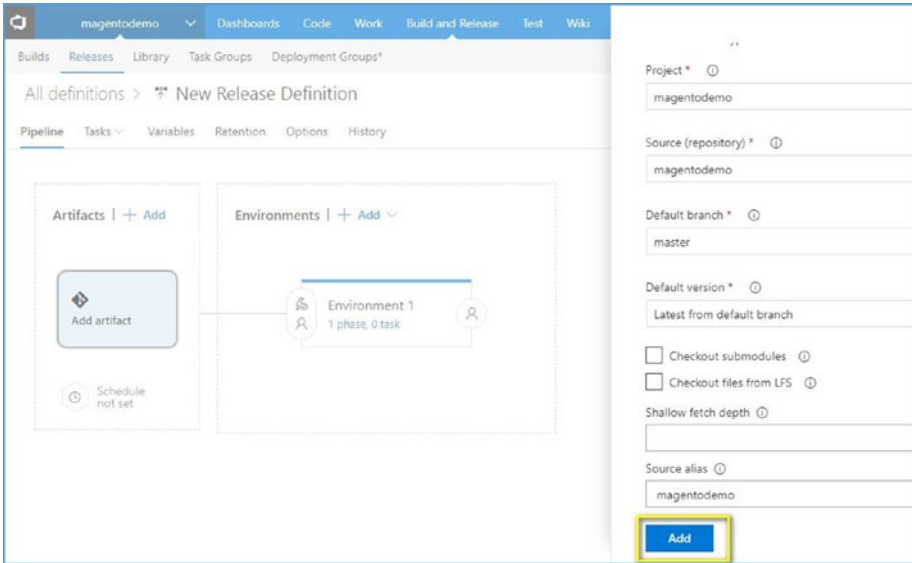 magentodemo Dashboards Code Work Build and Release Test Wiki
Builds Releases Library Task Groups Deployment Groups*
All definitions > New Release Definition
Pipeline Tasks Variables Retention Options History
Artifacts | + Add
Environments | + Add
Add artifact
Environment 1
1 phase, 0 task
Schedule
not set
Project *
magentodemo
Source (repository) *
magentodemo
Default branch *
master
Default version *
Latest from default branch
Checkout submodules
Checkout files from LFS
Shallow fetch depth
Source alias
magentodemo
Add